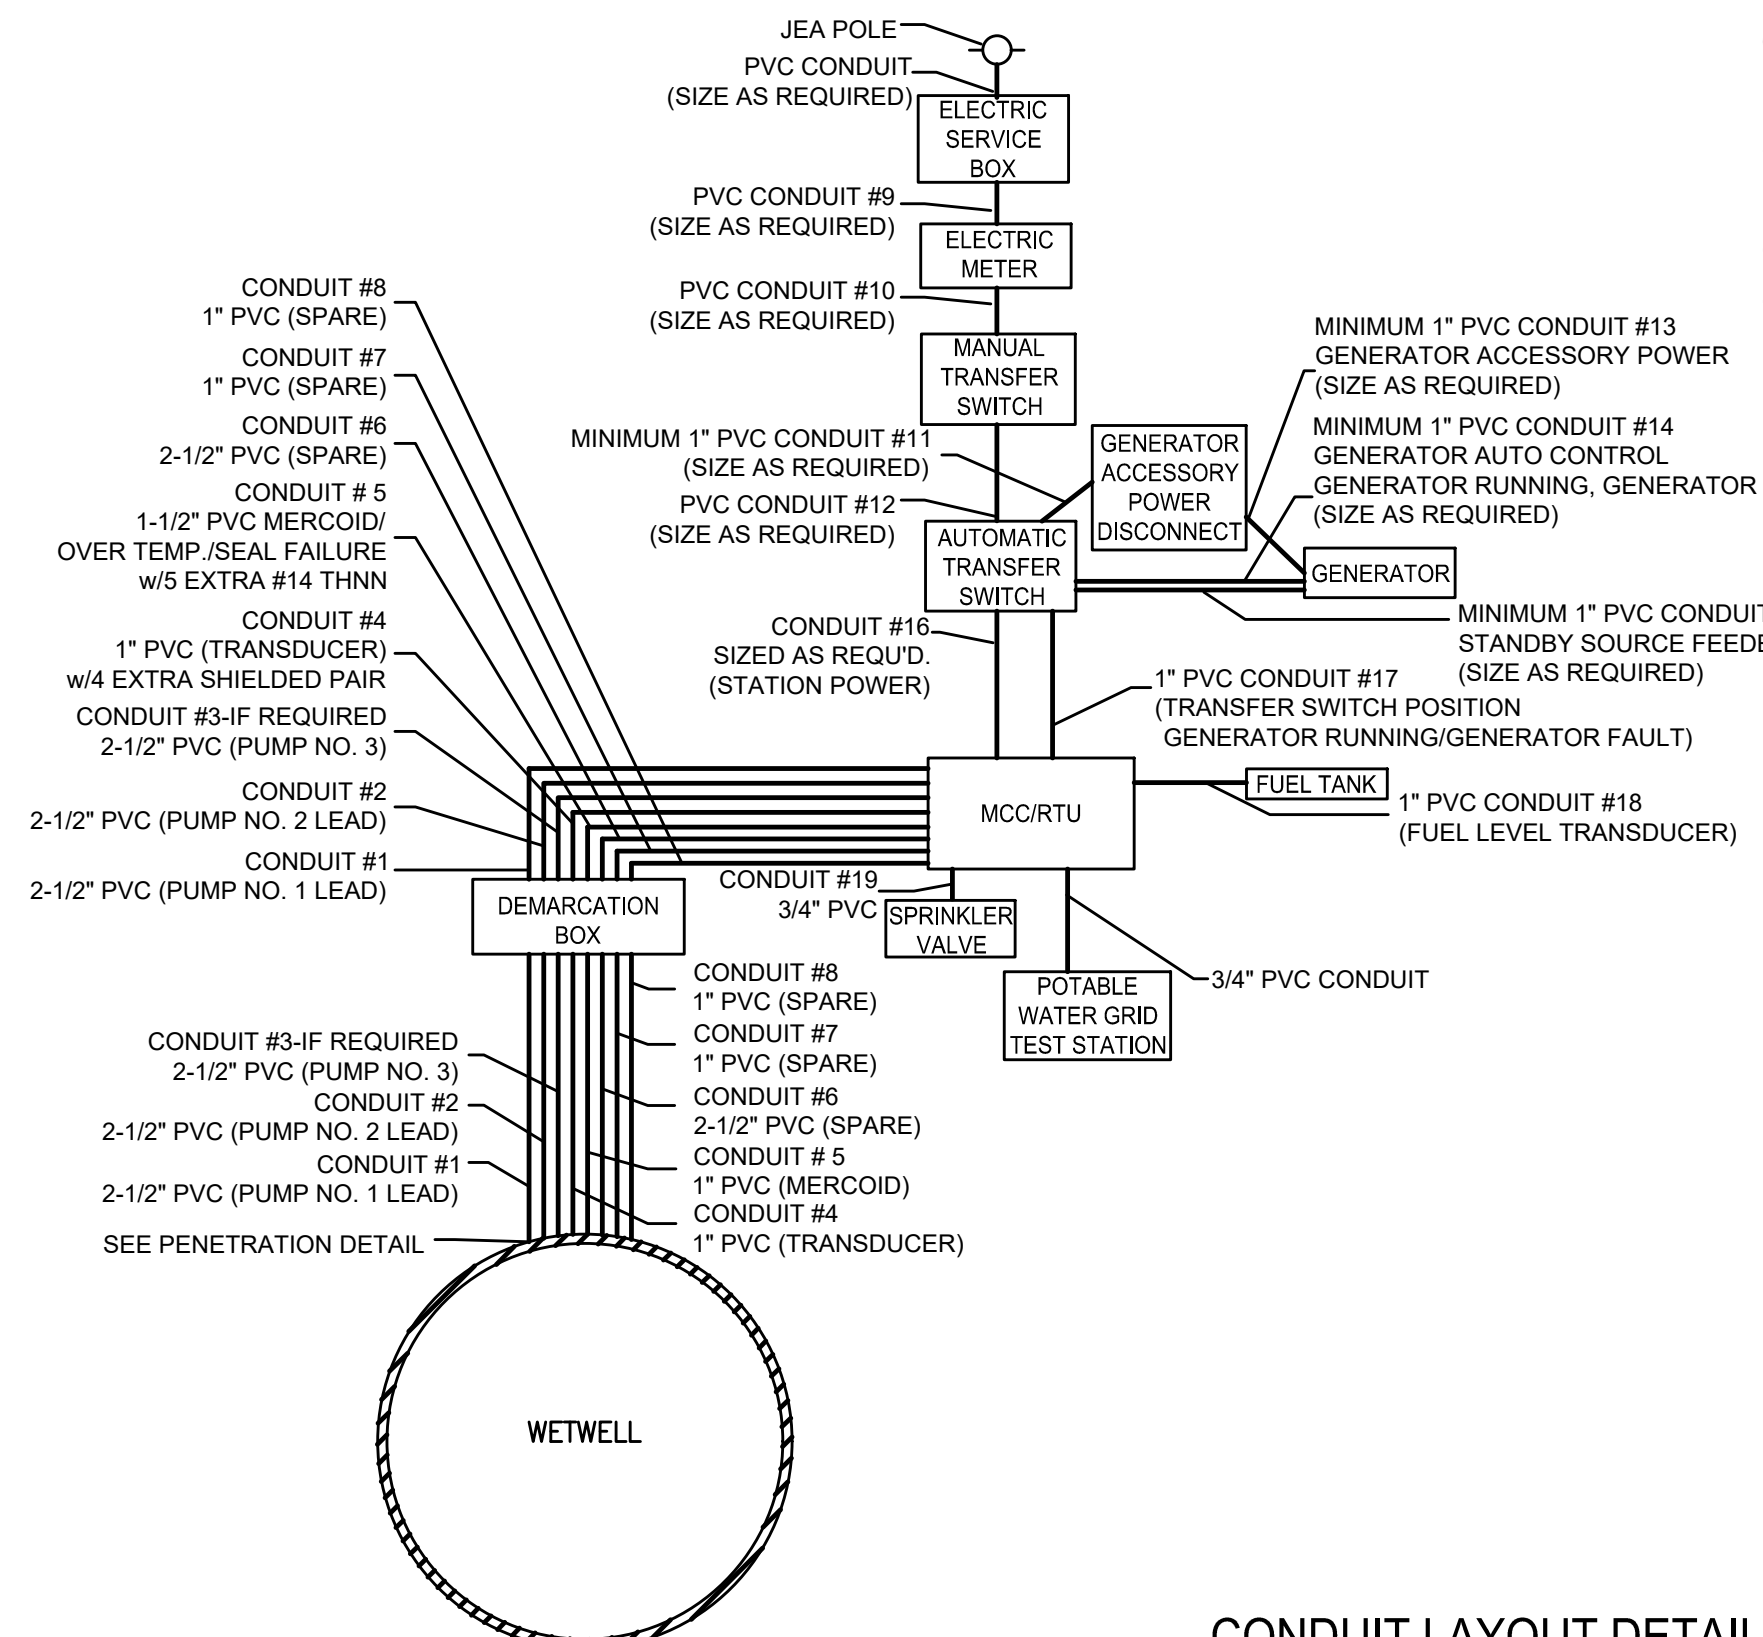 JEA POLE
PVC CONDUIT
(SIZE AS REQUIRED)
ELECTRIC
SERVICE
BOX
PVC CONDUIT #9
(SIZE AS REQUIRED)
ELECTRIC
METER
PVC CONDUIT #10
(SIZE AS REQUIRED)
MANUAL
TRANSFER
SWITCH
MINIMUM 1" PVC CONDUIT #11
(SIZE AS REQUIRED)
PVC CONDUIT #12
(SIZE AS REQUIRED)
GENERATOR
ACCESSORY
POWER
DISCONNECT
MINIMUM 1" PVC CONDUIT #13
GENERATOR ACCESSORY POWER
(SIZE AS REQUIRED)
MINIMUM 1" PVC CONDUIT #14
GENERATOR AUTO CONTROL
GENERATOR RUNNING, GENERATOR
(SIZE AS REQUIRED)
AUTOMATIC
TRANSFER
SWITCH
GENERATOR
MINIMUM 1" PVC CONDUIT
STANDBY SOURCE FEEDE
(SIZE AS REQUIRED)
CONDUIT #16
SIZED AS REQU'D.
(STATION POWER)
1" PVC CONDUIT #17
(TRANSFER SWITCH POSITION
GENERATOR RUNNING/GENERATOR FAULT)
CONDUIT #8
1" PVC (SPARE)
CONDUIT #7
1" PVC (SPARE)
CONDUIT #6
2-1/2" PVC (SPARE)
CONDUIT # 5
1-1/2" PVC MERCOID/
OVER TEMP./SEAL FAILURE
w/5 EXTRA #14 THNN
CONDUIT #4
1" PVC (TRANSDUCER)
w/4 EXTRA SHIELDED PAIR
CONDUIT #3-IF REQUIRED
2-1/2" PVC (PUMP NO. 3)
CONDUIT #2
2-1/2" PVC (PUMP NO. 2 LEAD)
CONDUIT #1
2-1/2" PVC (PUMP NO. 1 LEAD)
MCC/RTU
FUEL TANK
1" PVC CONDUIT #18
(FUEL LEVEL TRANSDUCER)
CONDUIT #19
3/4" PVC
SPRINKLER
VALVE
POTABLE
WATER GRID
TEST STATION
3/4" PVC CONDUIT
DEMARCATION
BOX
CONDUIT #8
1" PVC (SPARE)
CONDUIT #7
1" PVC (SPARE)
CONDUIT #6
2-1/2" PVC (SPARE)
CONDUIT # 5
1" PVC (MERCOID)
CONDUIT #4
1" PVC (TRANSDUCER)
CONDUIT #3-IF REQUIRED
2-1/2" PVC (PUMP NO. 3)
CONDUIT #2
2-1/2" PVC (PUMP NO. 2 LEAD)
CONDUIT #1
2-1/2" PVC (PUMP NO. 1 LEAD)
SEE PENETRATION DETAIL
WETWELL
CONDUIT LAYOUT DETAIL